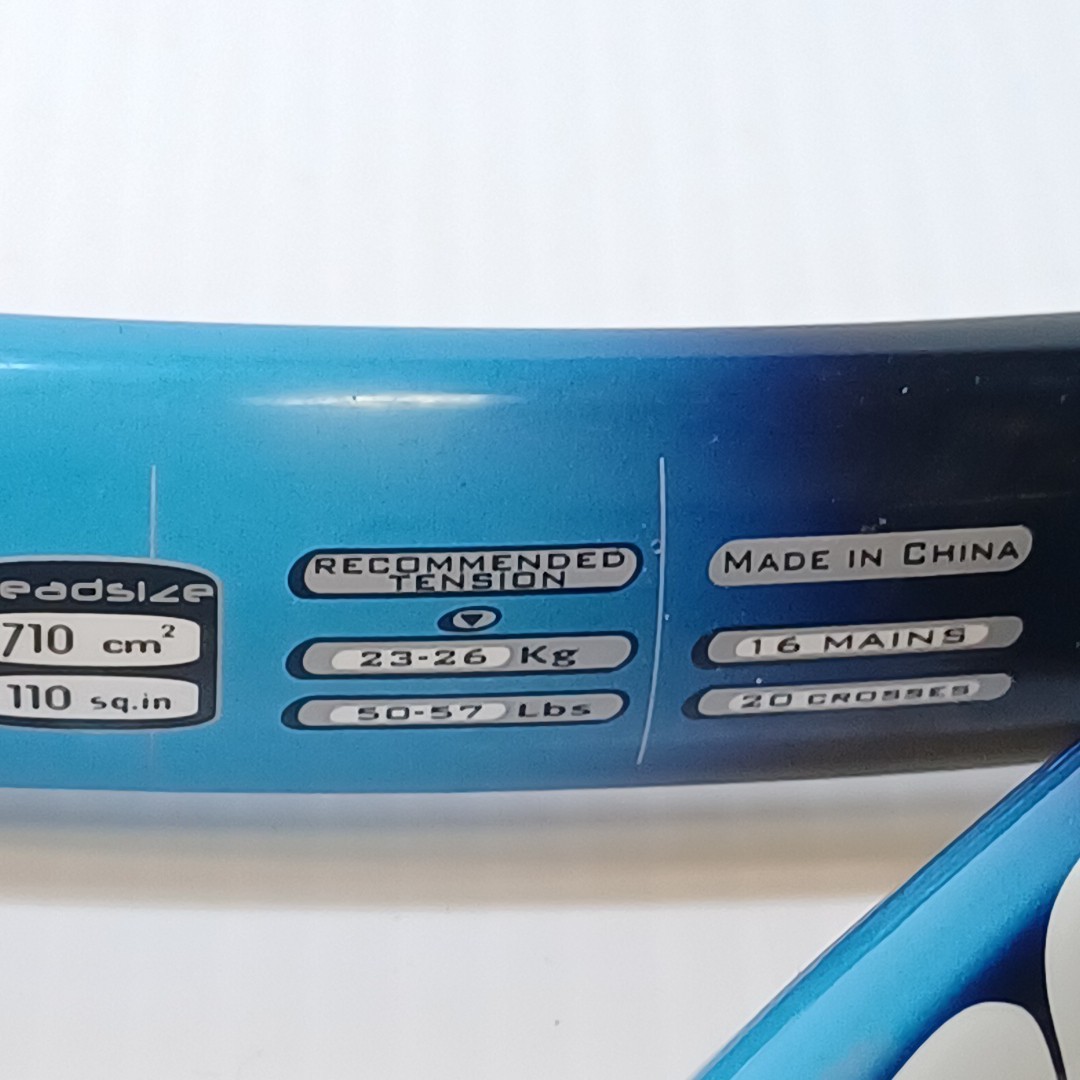 eadsize
710 cm²
110 sq.in
RECOMMENDED
TENSION
23-26 Kg
50-57 Lbs
MADE IN CHINA
16 MAINS
20 CROSSES